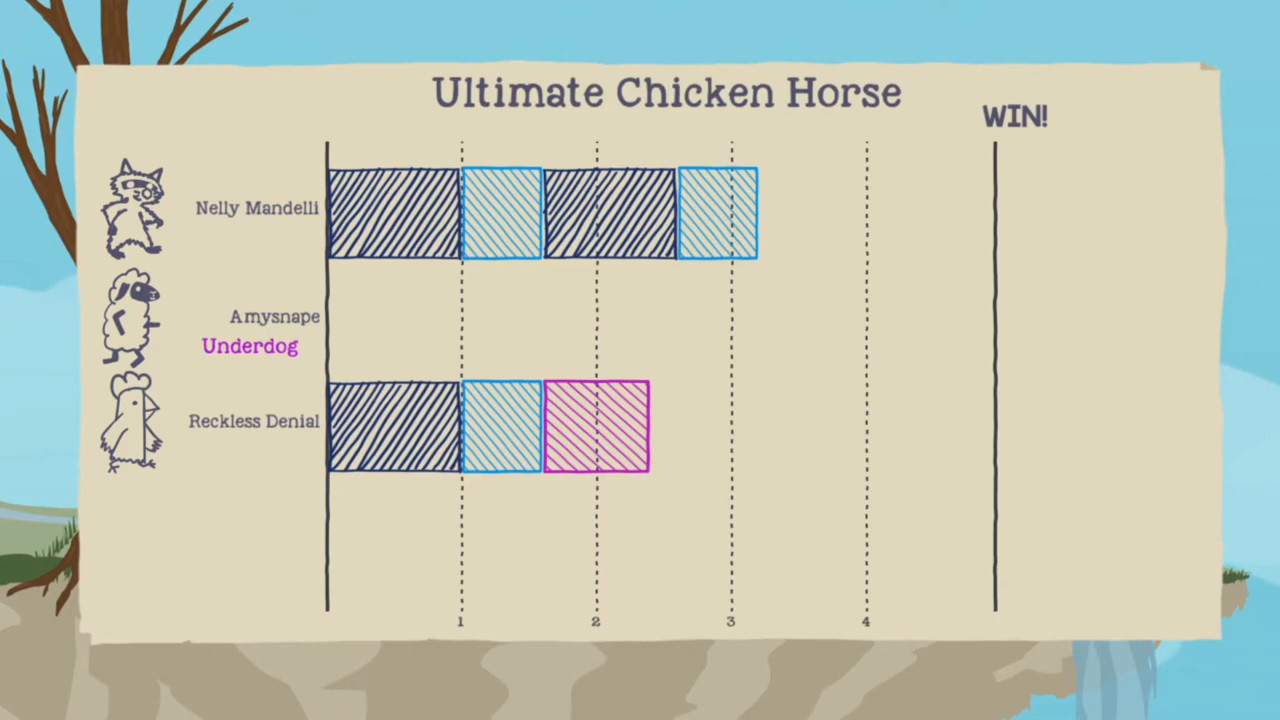 Ultimate Chicken Horse
WIN!
Nelly Mandelli
Amysnape
Underdog
Reckless Denial
1 2 3 4